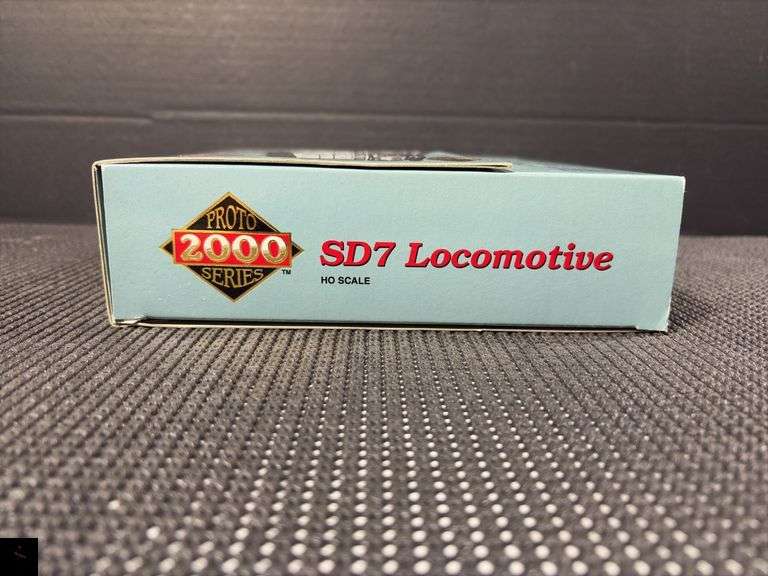 PROTO
2000
SERIES
™
SD7 Locomotive
HO SCALE